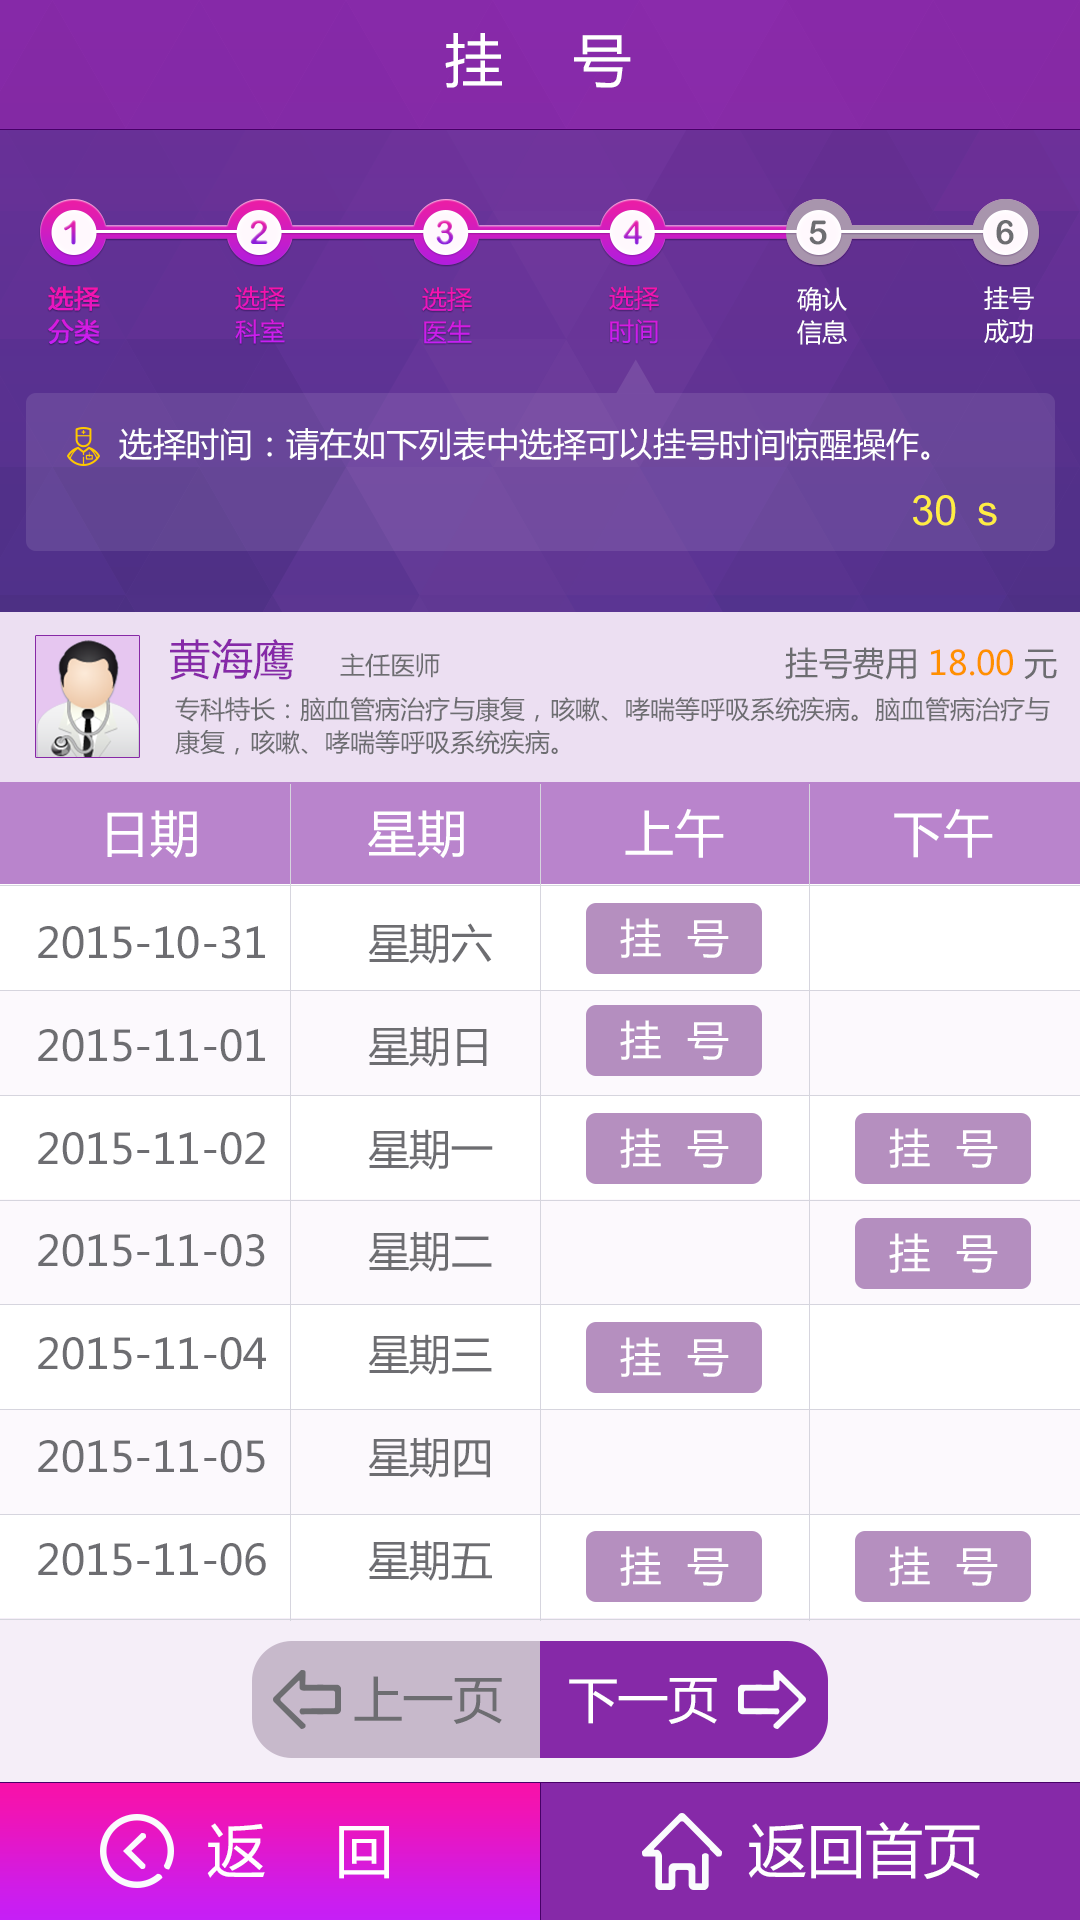 挂 号
1 2 3 4 5 6
选择 选择 选择 选择 确认 挂号
分类 科室 医生 时间 信息 成功
选择时间：请在如下列表中选择可以挂号时间惊醒操作。
30 s
黄海鹰 主任医师 挂号费用 18.00 元
专科特长：脑血管病治疗与康复，咳嗽、哮喘等呼吸系统疾病。脑血管病治疗与
康复，咳嗽、哮喘等呼吸系统疾病。
日期 星期 上午 下午
2015-10-31 星期六 挂 号
2015-11-01 星期日 挂 号
2015-11-02 星期一 挂 号 挂 号
2015-11-03 星期二 挂 号
2015-11-04 星期三 挂 号
2015-11-05 星期四
2015-11-06 星期五 挂 号 挂 号
上一页 下一页
返 回 返回首页